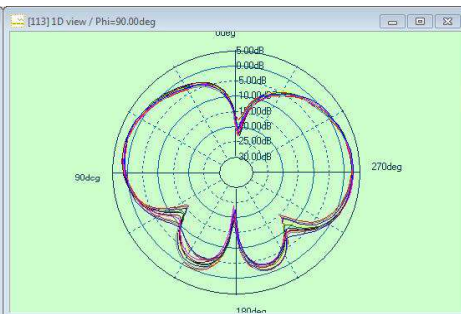 [113] 1D view / Phi=90.00deg
0deg
5.00dB
0.00dB
-5.00dB
-10.00dB
-15.00dB
-20.00dB
-25.00dB
-30.00dB
90deg
270deg
180deg